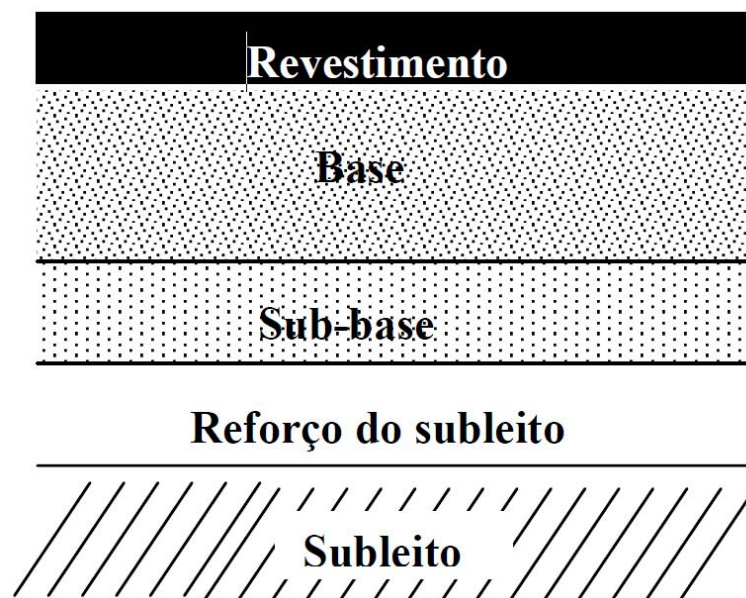 Revestimento
Base
Sub-base
Reforço do subleito
Subleito